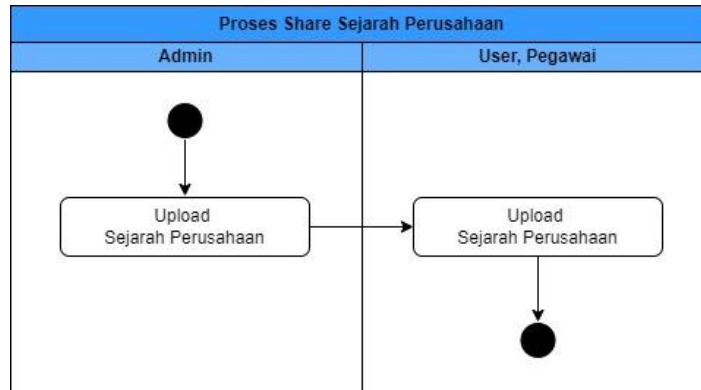 Proses Share Sejarah Perusahaan
Admin
User, Pegawai
Upload
Sejarah Perusahaan
Upload
Sejarah Perusahaan